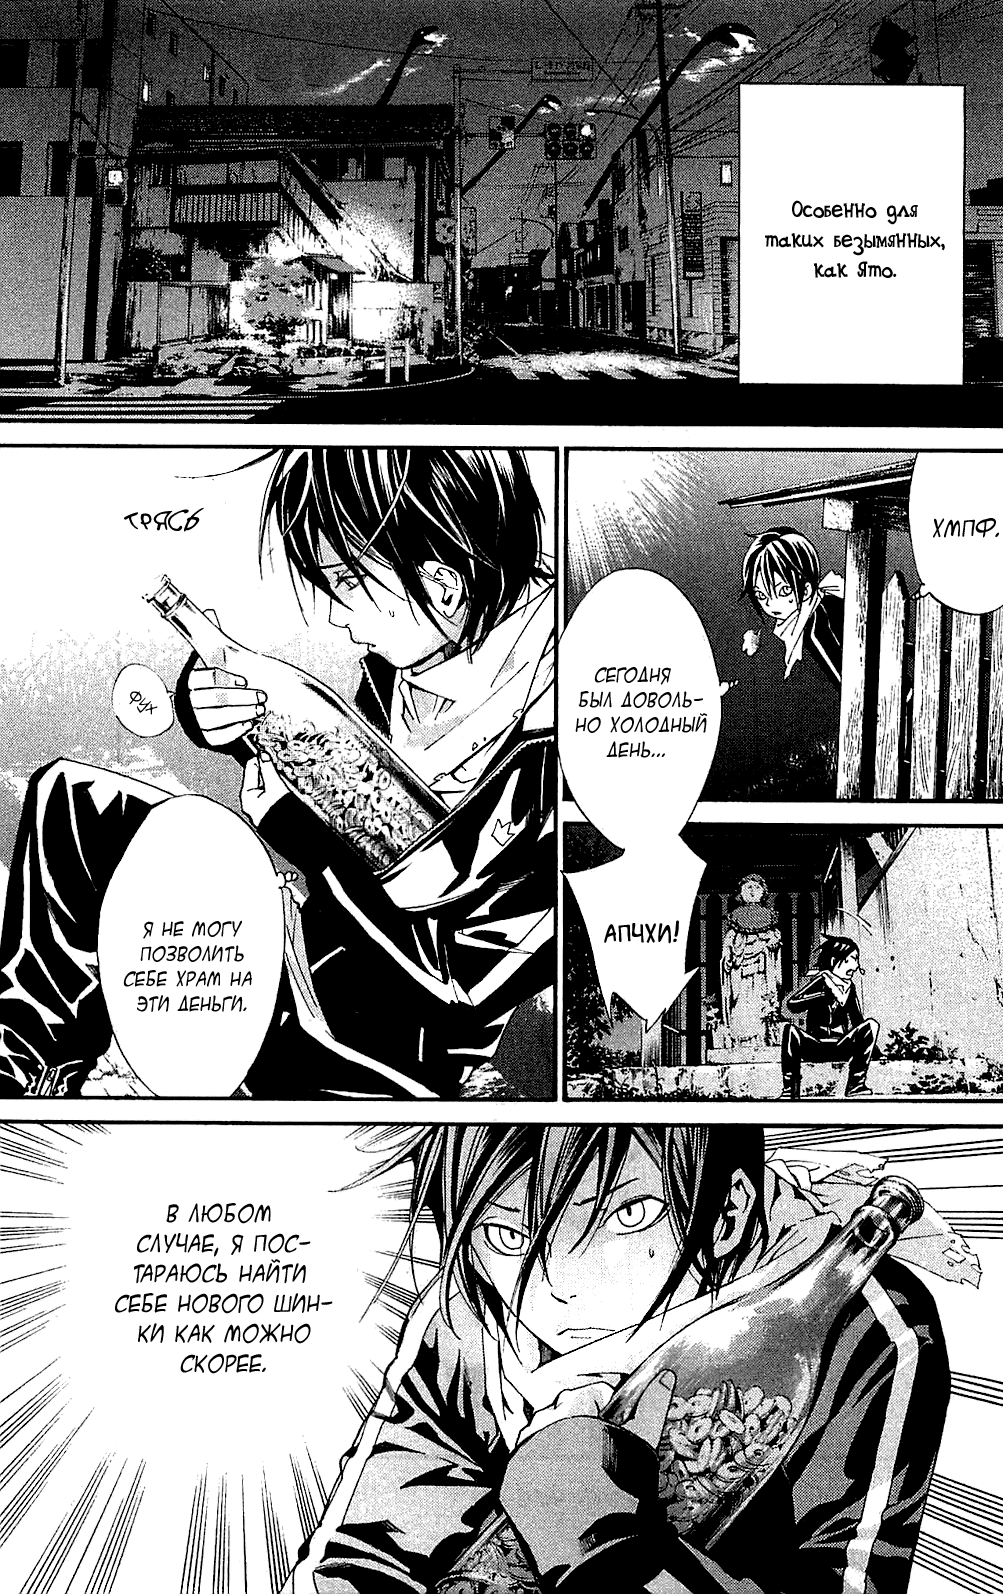 Особенно для
таких безымянных,
как Ято.
ХМПФ.
СЕГОДНЯ
БЫЛ ДОВОЛЬ-
НО ХОЛОДНЫЙ
ДЕНЬ...
АПЧХИ!
ТРЯСЬ
ФУХ
Я НЕ МОГУ
ПОЗВОЛИТЬ
СЕБЕ ХРАМ НА
ЭТИ ДЕНЬГИ.
В ЛЮБОМ
СЛУЧАЕ, Я ПОС-
ТАРАЮСЬ НАЙТИ
СЕБЕ НОВОГО ШИН-
КИ КАК МОЖНО
СКОРЕЕ.